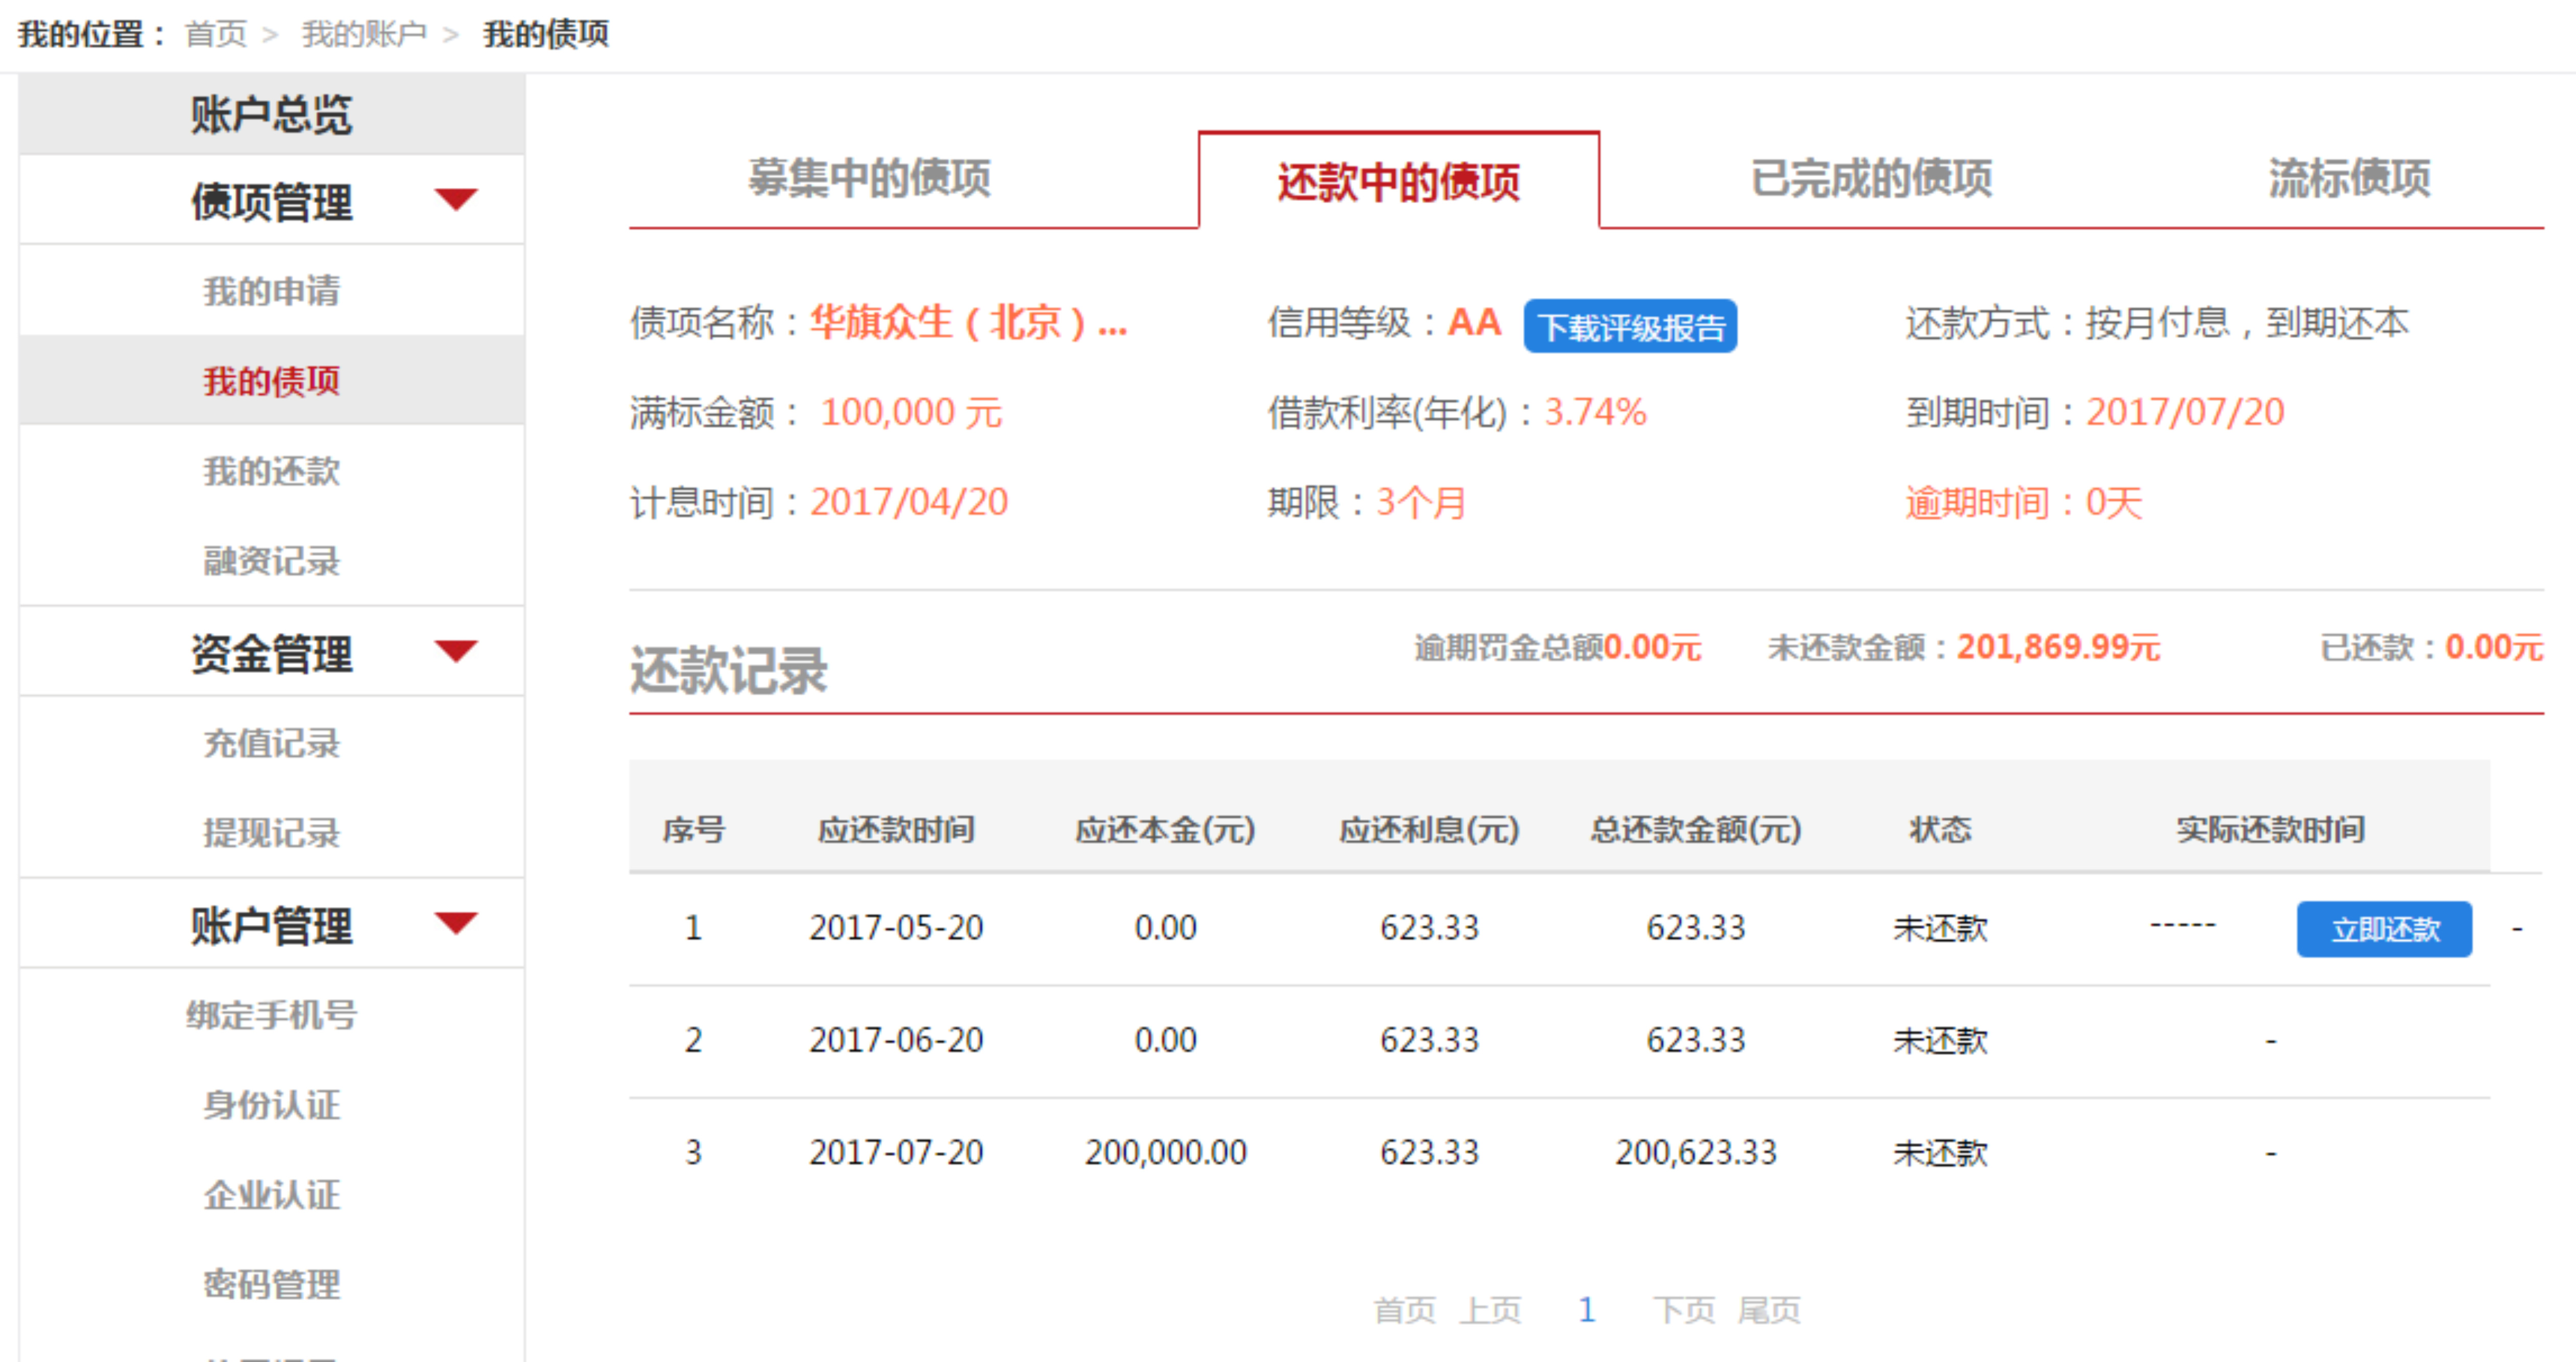 我的位置： 首页 > 我的账户 > 我的债项
账户总览
债项管理
我的申请
我的债项
我的还款
融资记录
资金管理
充值记录
提现记录
账户管理
绑定手机号
身份认证
企业认证
密码管理
募集中的债项 还款中的债项 已完成的债项 流标债项
债项名称：华旗众生（北京）... 信用等级：AA 下载评级报告 还款方式：按月付息，到期还本
满标金额： 100,000 元 借款利率(年化)：3.74% 到期时间：2017/07/20
计息时间：2017/04/20 期限：3个月 逾期时间：0天
还款记录 逾期罚金总额0.00元 未还款金额：201,869.99元 已还款：0.00元
序号 应还款时间 应还本金(元) 应还利息(元) 总还款金额(元) 状态 实际还款时间
1 2017-05-20 0.00 623.33 623.33 未还款 ----- 立即还款 -
2 2017-06-20 0.00 623.33 623.33 未还款 -
3 2017-07-20 200,000.00 623.33 200,623.33 未还款 -
首页 上页 1 下页 尾页